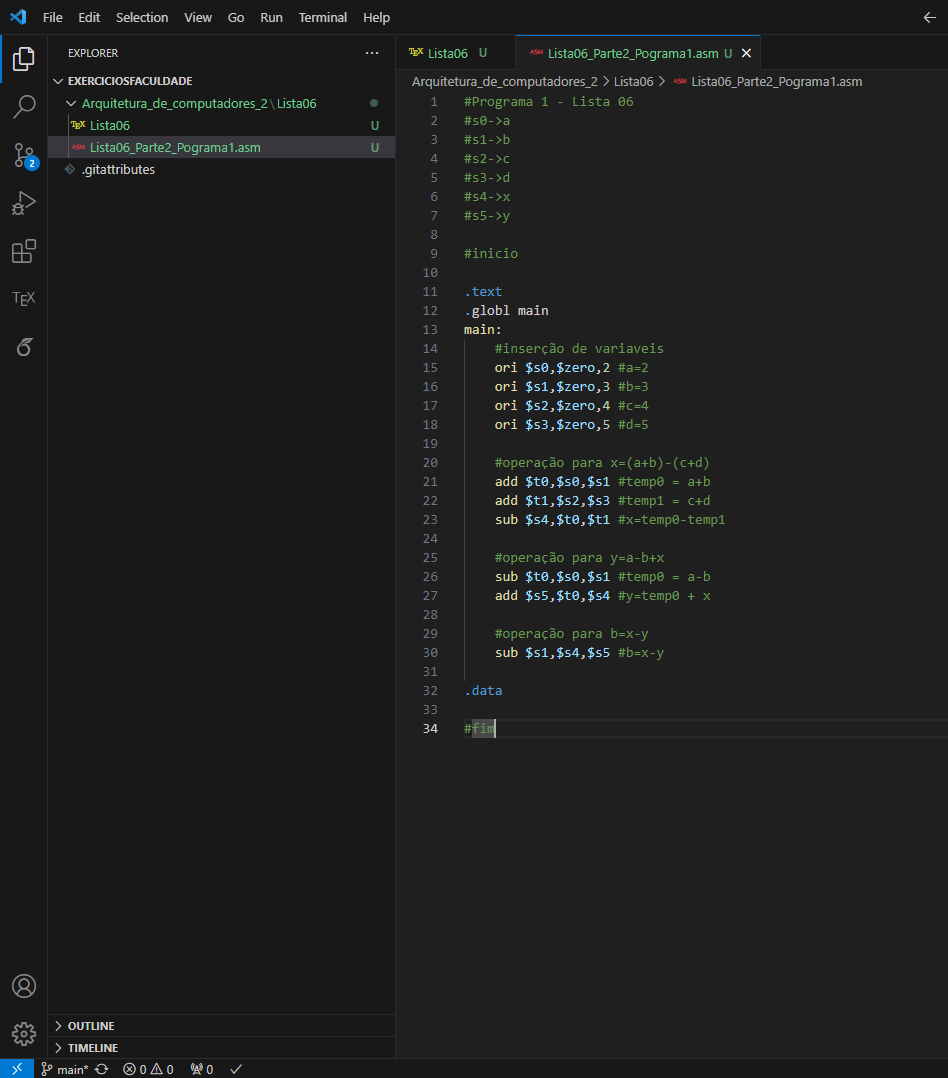 File Edit Selection View Go Run Terminal Help
EXPLORER ...
TEX Lista06 U
ASM Lista06_Parte2_Pograma1.asm U
EXERCICIOSFACULDADE
Arquitetura_de_computadores_2\Lista06
TEX Lista06 U
ASM Lista06_Parte2_Pograma1.asm U
.gitattributes
2
TEX
Arquitetura_de_computadores_2 > Lista06 > ASM Lista06_Parte2_Pograma1.asm
1 #Programa 1 - Lista 06
2 #s0->a
3 #s1->b
4 #s2->c
5 #s3->d
6 #s4->x
7 #s5->y
8
9 #inicio
10
11 .text
12 .globl main
13 main:
14 #inserção de variaveis
15 ori $s0,$zero,2 #a=2
16 ori $s1,$zero,3 #b=3
17 ori $s2,$zero,4 #c=4
18 ori $s3,$zero,5 #d=5
19
20 #operação para x=(a+b)-(c+d)
21 add $t0,$s0,$s1 #temp0 = a+b
22 add $t1,$s2,$s3 #temp1 = c+d
23 sub $s4,$t0,$t1 #x=temp0-temp1
24
25 #operação para y=a-b+x
26 sub $t0,$s0,$s1 #temp0 = a-b
27 add $s5,$t0,$s4 #y=temp0 + x
28
29 #operação para b=x-y
30 sub $s1,$s4,$s5 #b=x-y
31
32 .data
33
34 #fim
OUTLINE
TIMELINE
main* 0 0 0